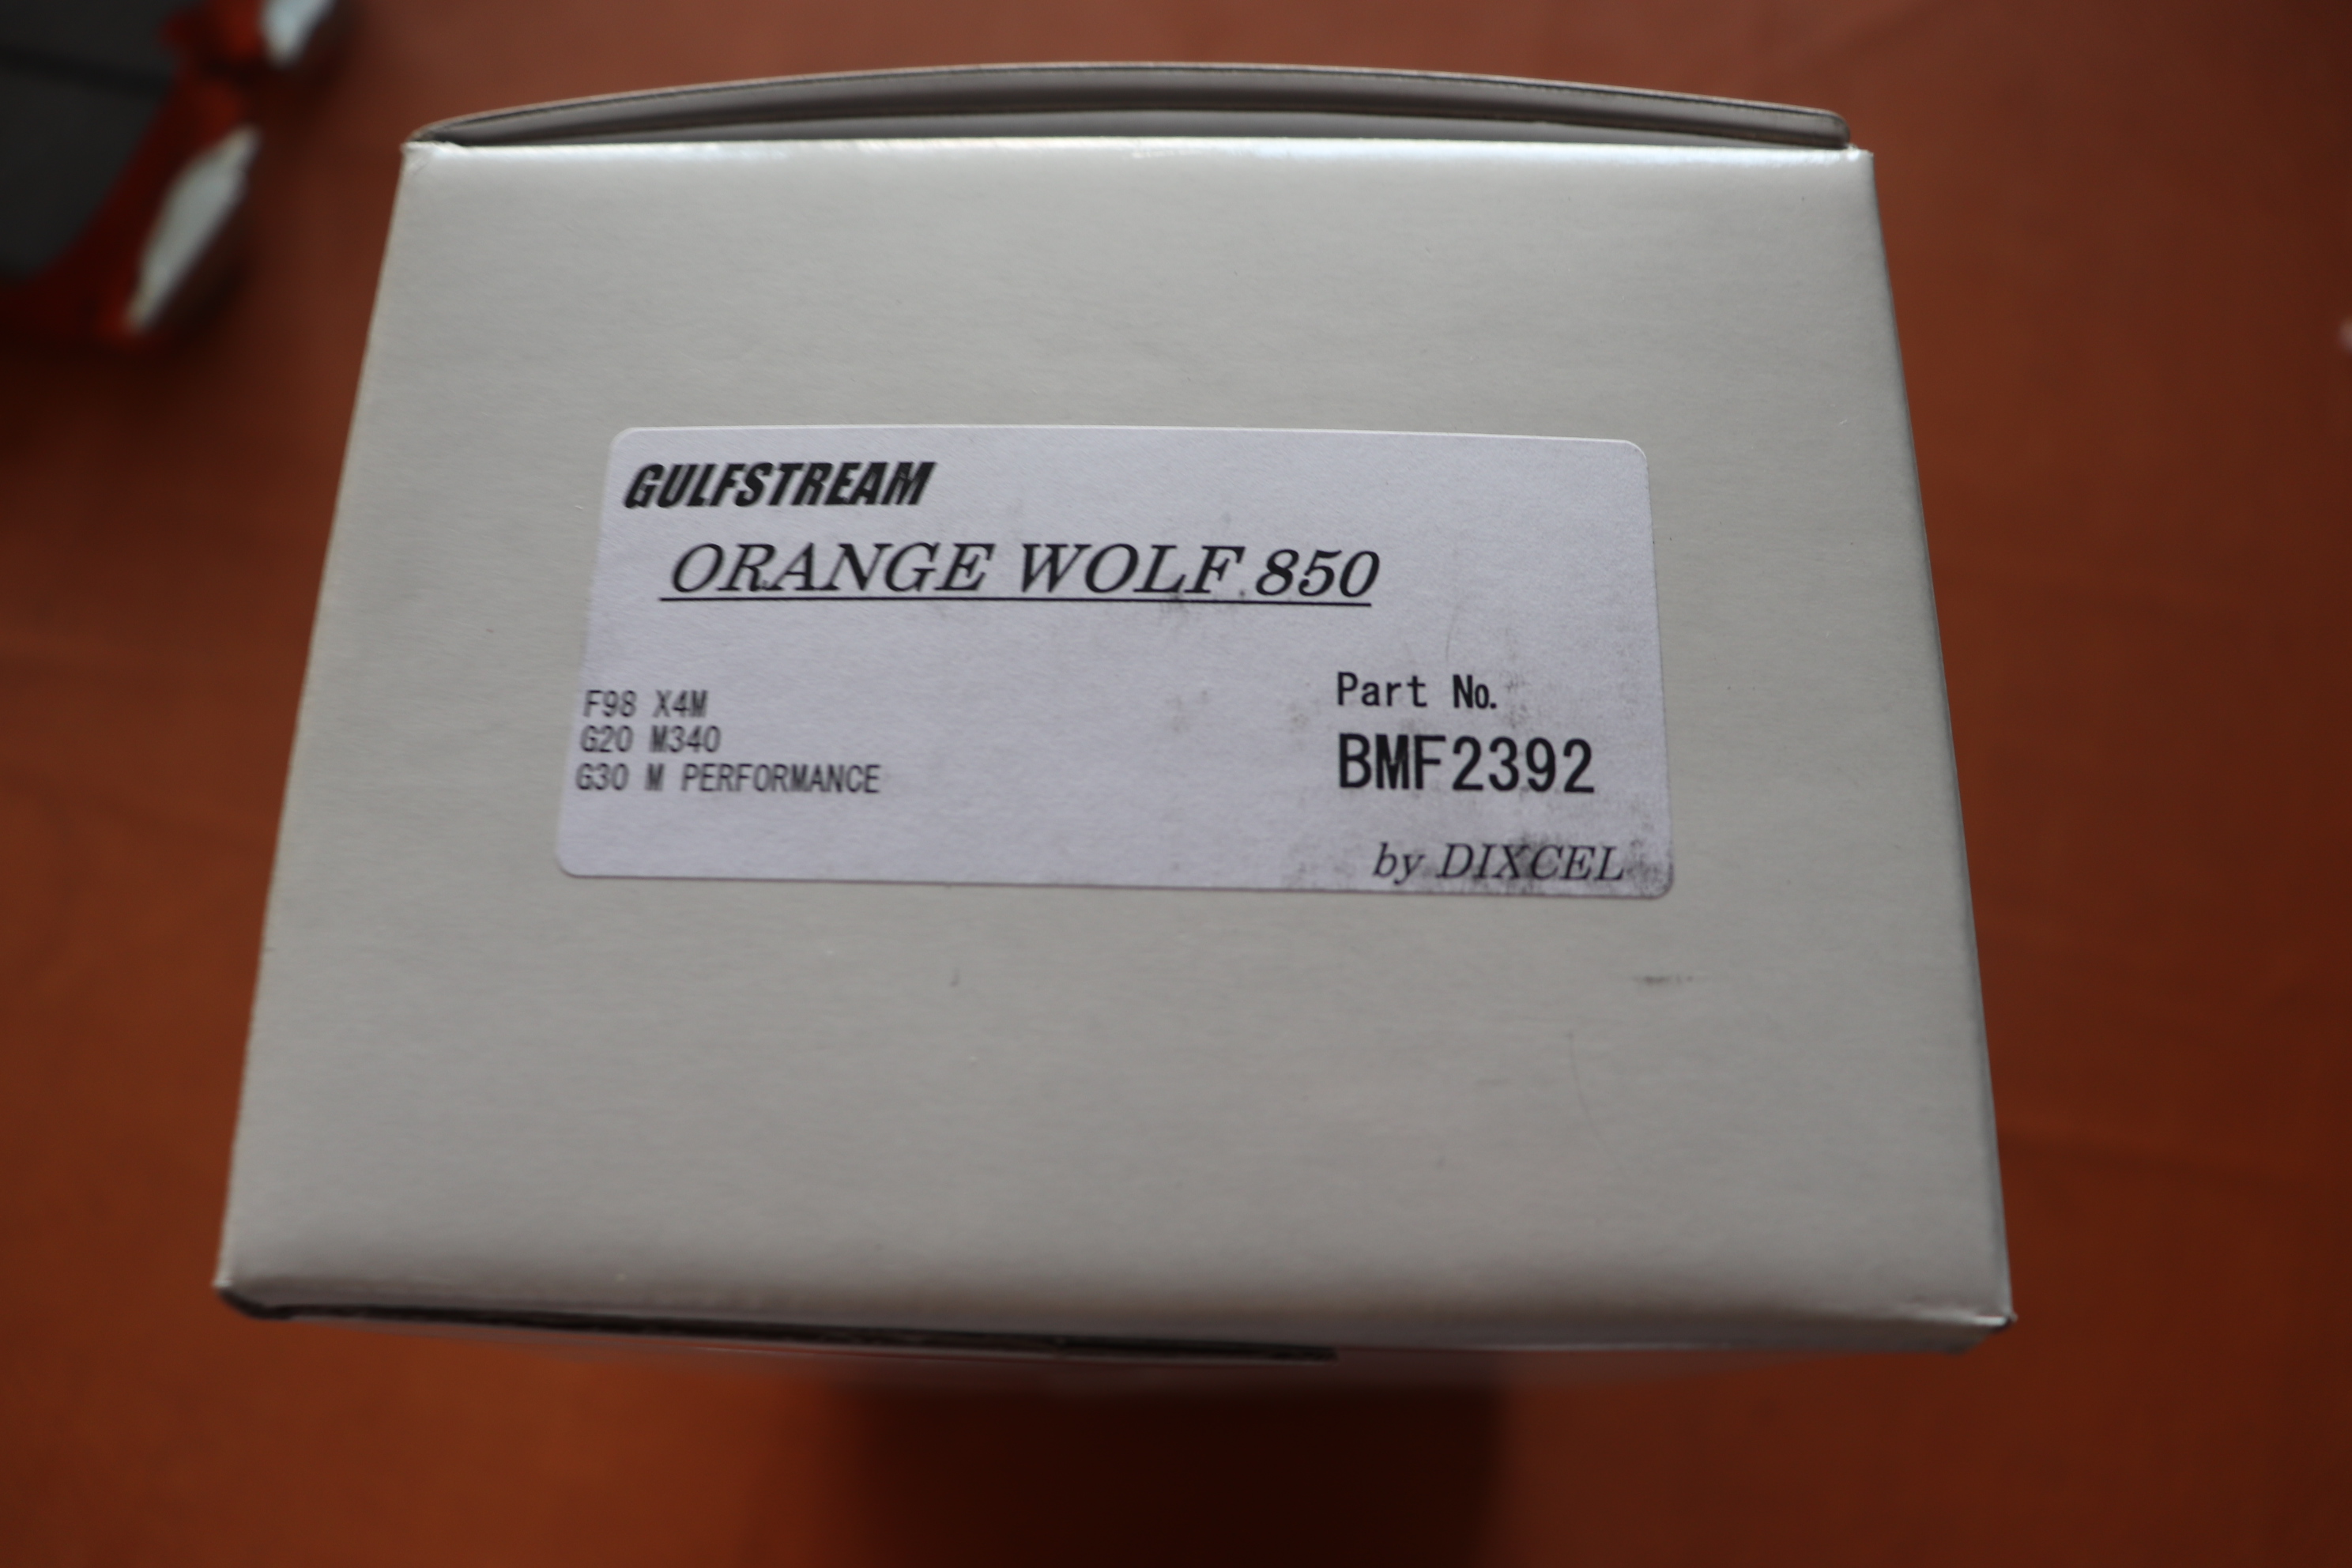 GULFSTREAM
ORANGE WOLF 850
F98 X4M
G20 M340
G30 M PERFORMANCE
Part No.
BMF2392
by DIXCEL